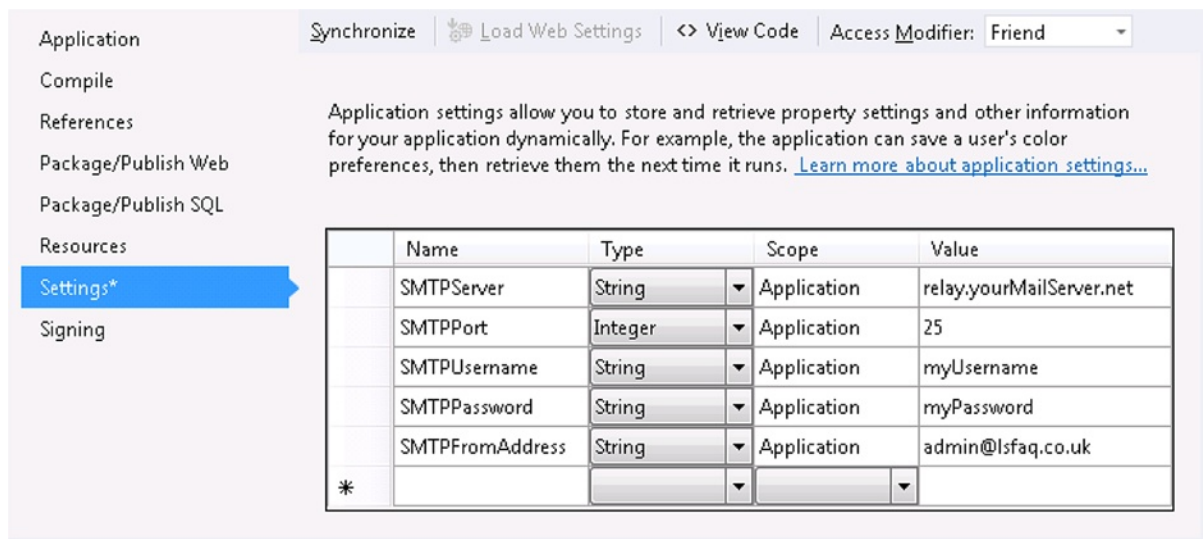 Application
Compile
References
Package/Publish Web
Package/Publish SQL
Resources
Settings*
Signing
Synchronize Load Web Settings <> View Code Access Modifier: Friend
Application settings allow you to store and retrieve property settings and other information
for your application dynamically. For example, the application can save a user's color
preferences, then retrieve them the next time it runs. Learn more about application settings...
Name Type Scope Value
SMTPServer String Application relay.yourMailServer.net
SMTPPort Integer Application 25
SMTPUsername String Application myUsername
SMTPPassword String Application myPassword
SMTPFromAddress String Application admin@lsfaq.co.uk
*